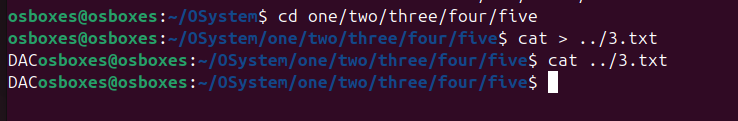 osboxes@osboxes:~/OSystem$ cd one/two/three/four/five
osboxes@osboxes:~/OSystem/one/two/three/four/five$ cat > ../3.txt
DACosboxes@osboxes:~/OSystem/one/two/three/four/five$ cat ../3.txt
DACosboxes@osboxes:~/OSystem/one/two/three/four/five$